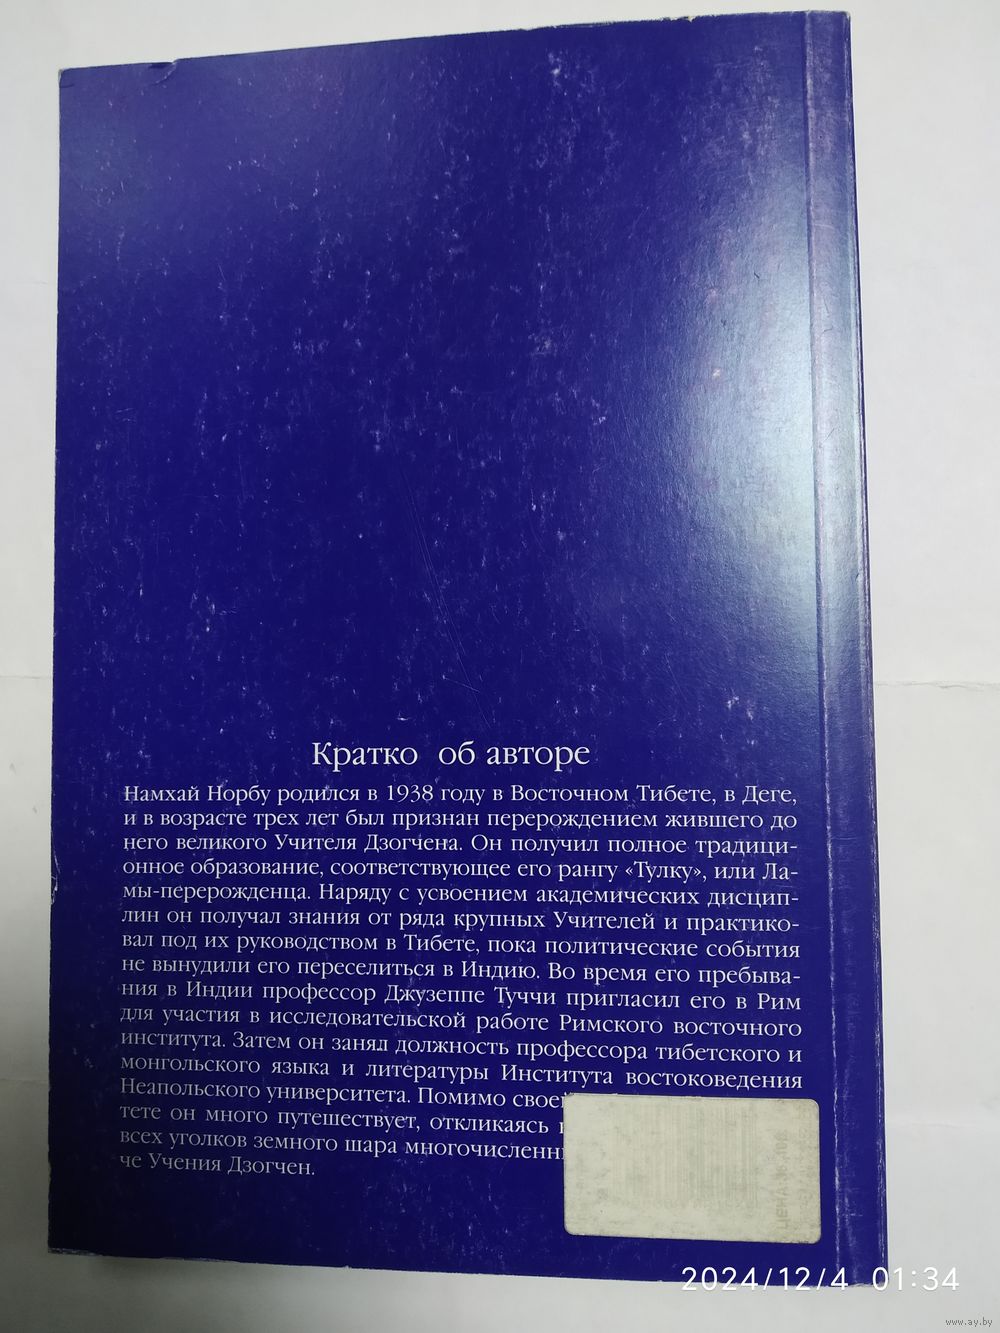 Кратко об авторе
Намхай Норбу родился в 1938 году в Восточном Тибете, в Деге,
и в возрасте трех лет был признан перерождением жившего до
него великого Учителя Дзогчена. Он получил полное традици-
онное образование, соответствующее его рангу «Тулку», или Ла-
мы-перерожденца. Наряду с усвоением академических дисцип-
лин он получал знания от ряда крупных Учителей и практико-
вал под их руководством в Тибете, пока политические события
не вынудили его переселиться в Индию. Во время его пребыва-
ния в Индии профессор Джузеппе Туччи пригласил его в Рим
для участия в исследовательской работе Римского восточного
института. Затем он занял должность профессора тибетского и
монгольского языка и литературы Института востоковедения
Неапольского университета. Помимо своей
тете он много путешествует, откликаясь
всех уголков земного шара
че Учения Дзогчен.
ЦЕНА
2024/12/4 01:34
www.ay.by